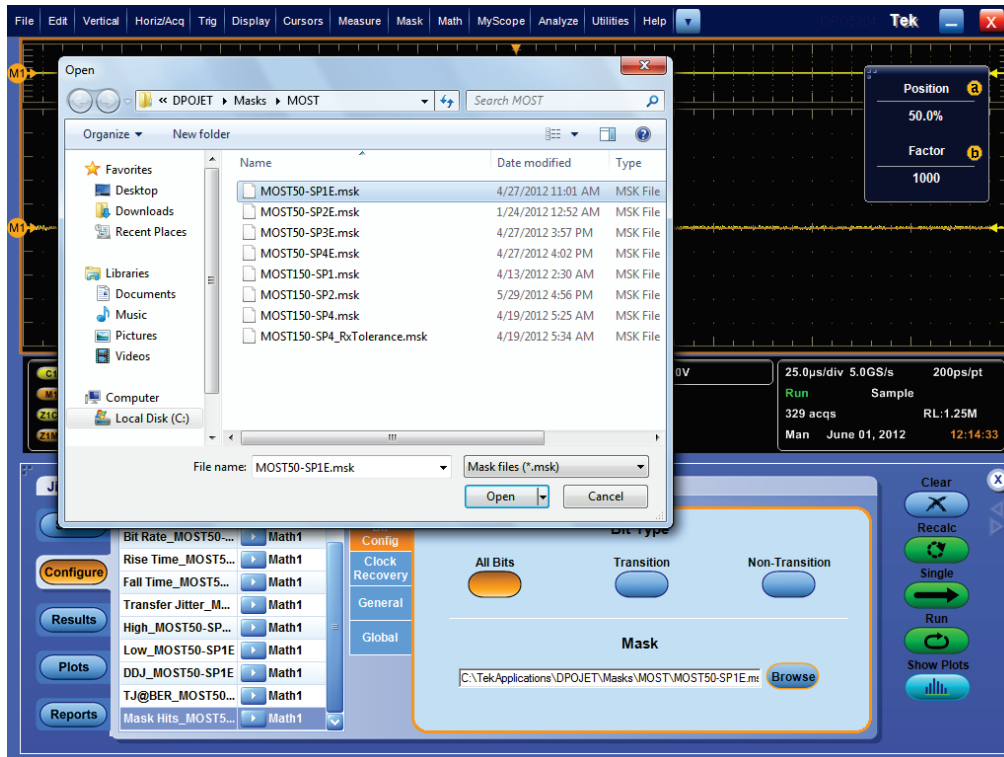 File Edit Vertical Horiz/Acq Trig Display Cursors Measure Mask Math MyScope Analyze Utilities Help
Tek
X
M1
M1
Open
« DPOJET ▸ Masks ▸ MOST
Search MOST
Organize
New folder
Favorites
Desktop
Downloads
Recent Places
Libraries
Documents
Music
Pictures
Videos
Computer
Local Disk (C:)
Name Date modified Type
MOST50-SP1E.msk 4/27/2012 11:01 AM MSK File
MOST50-SP2E.msk 1/24/2012 12:52 AM MSK File
MOST50-SP3E.msk 4/27/2012 3:57 PM MSK File
MOST50-SP4E.msk 4/27/2012 4:02 PM MSK File
MOST150-SP1.msk 4/13/2012 2:30 AM MSK File
MOST150-SP2.msk 5/29/2012 4:56 PM MSK File
MOST150-SP4.msk 4/19/2012 5:25 AM MSK File
MOST150-SP4_RxTolerance.msk 4/19/2012 5:34 AM MSK File
File name: MOST50-SP1E.msk
Mask files (*.msk)
Open Cancel
Position a
50.0%
Factor b
1000
0V
25.0µs/div 5.0GS/s 200ps/pt
Run Sample
329 acqs RL:1.25M
Man June 01, 2012 12:14:33
Configure
Results
Plots
Reports
Bit Rate_MOST50-... Math1
Rise Time_MOST5... Math1
Fall Time_MOST5... Math1
Transfer Jitter_M... Math1
High_MOST50-SP... Math1
Low_MOST50-SP1E Math1
DDJ_MOST50-SP1E Math1
TJ@BER_MOST50... Math1
Mask Hits_MOST5... Math1
Config
Clock Recovery
General
Global
Bit Type
All Bits Transition Non-Transition
Mask
C:\TekApplications\DPOJET\Masks\MOST\MOST50-SP1E.ms
Browse
Clear
Recalc
Single
Run
Show Plots
X